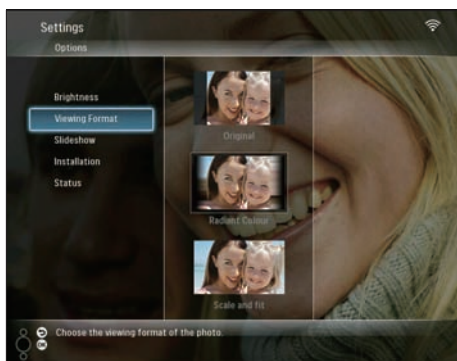 Settings
Options
Brightness
Viewing Format
Slideshow
Installation
Status
Original
Radiant Colour
Scale and fit
Choose the viewing format of the photo.
OK